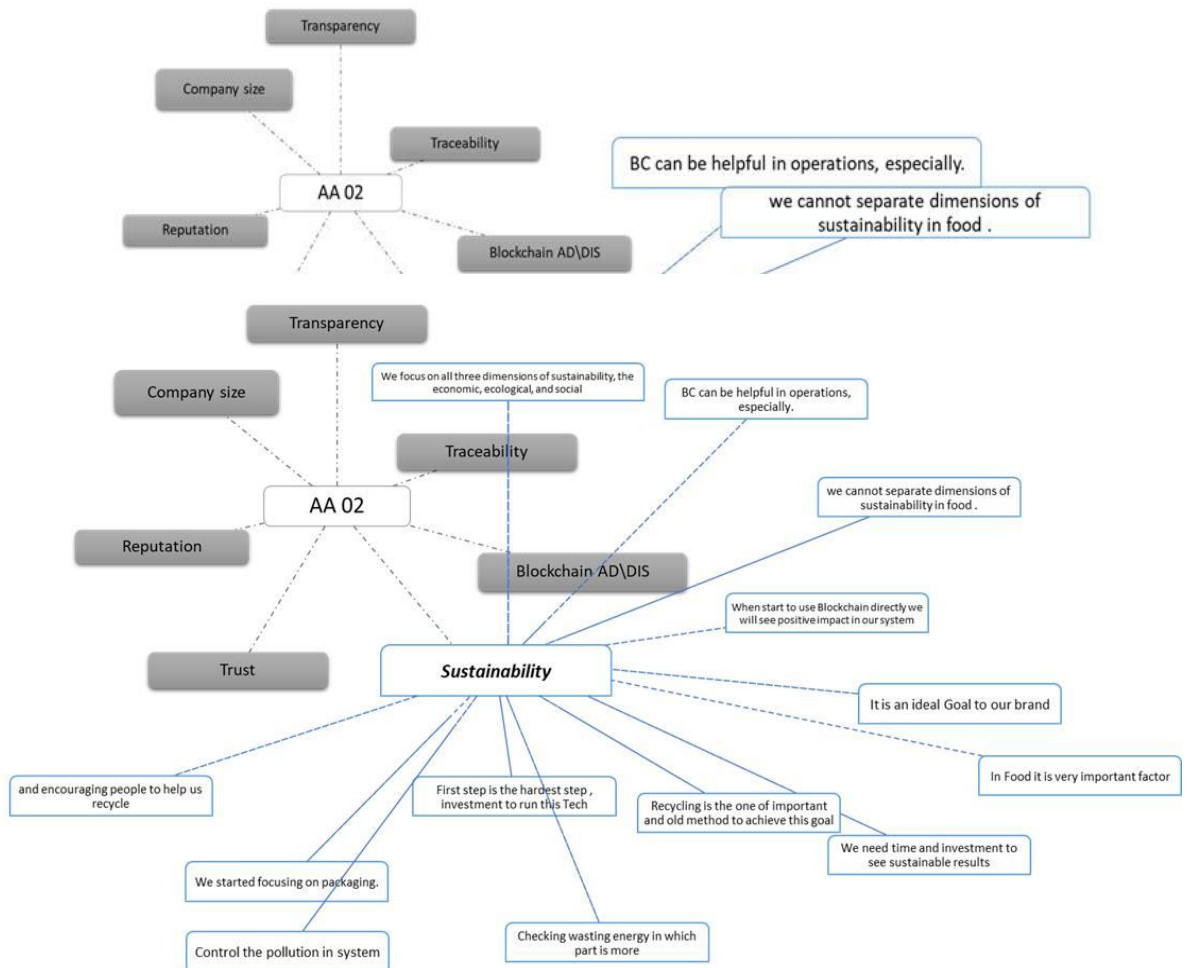 Transparency
Company size
Traceability
AA 02
Reputation
Blockchain AD\DIS
BC can be helpful in operations, especially.
we cannot separate dimensions of
sustainability in food .
Transparency
Company size
Traceability
AA 02
Reputation
Blockchain AD\DIS
Trust
We focus on all three dimensions of sustainability, the
economic, ecological, and social
BC can be helpful in operations,
especially.
we cannot separate dimensions of
sustainability in food .
When start to use Blockchain directly we
will see positive impact in our system
Sustainability
It is an ideal Goal to our brand
In Food it is very important factor
and encouraging people to help us
recycle
First step is the hardest step ,
investment to run this Tech
Recycling is the one of important
and old method to achieve this goal
We need time and investment to
see sustainable results
We started focusing on packaging.
Control the pollution in system
Checking wasting energy in which
part is more